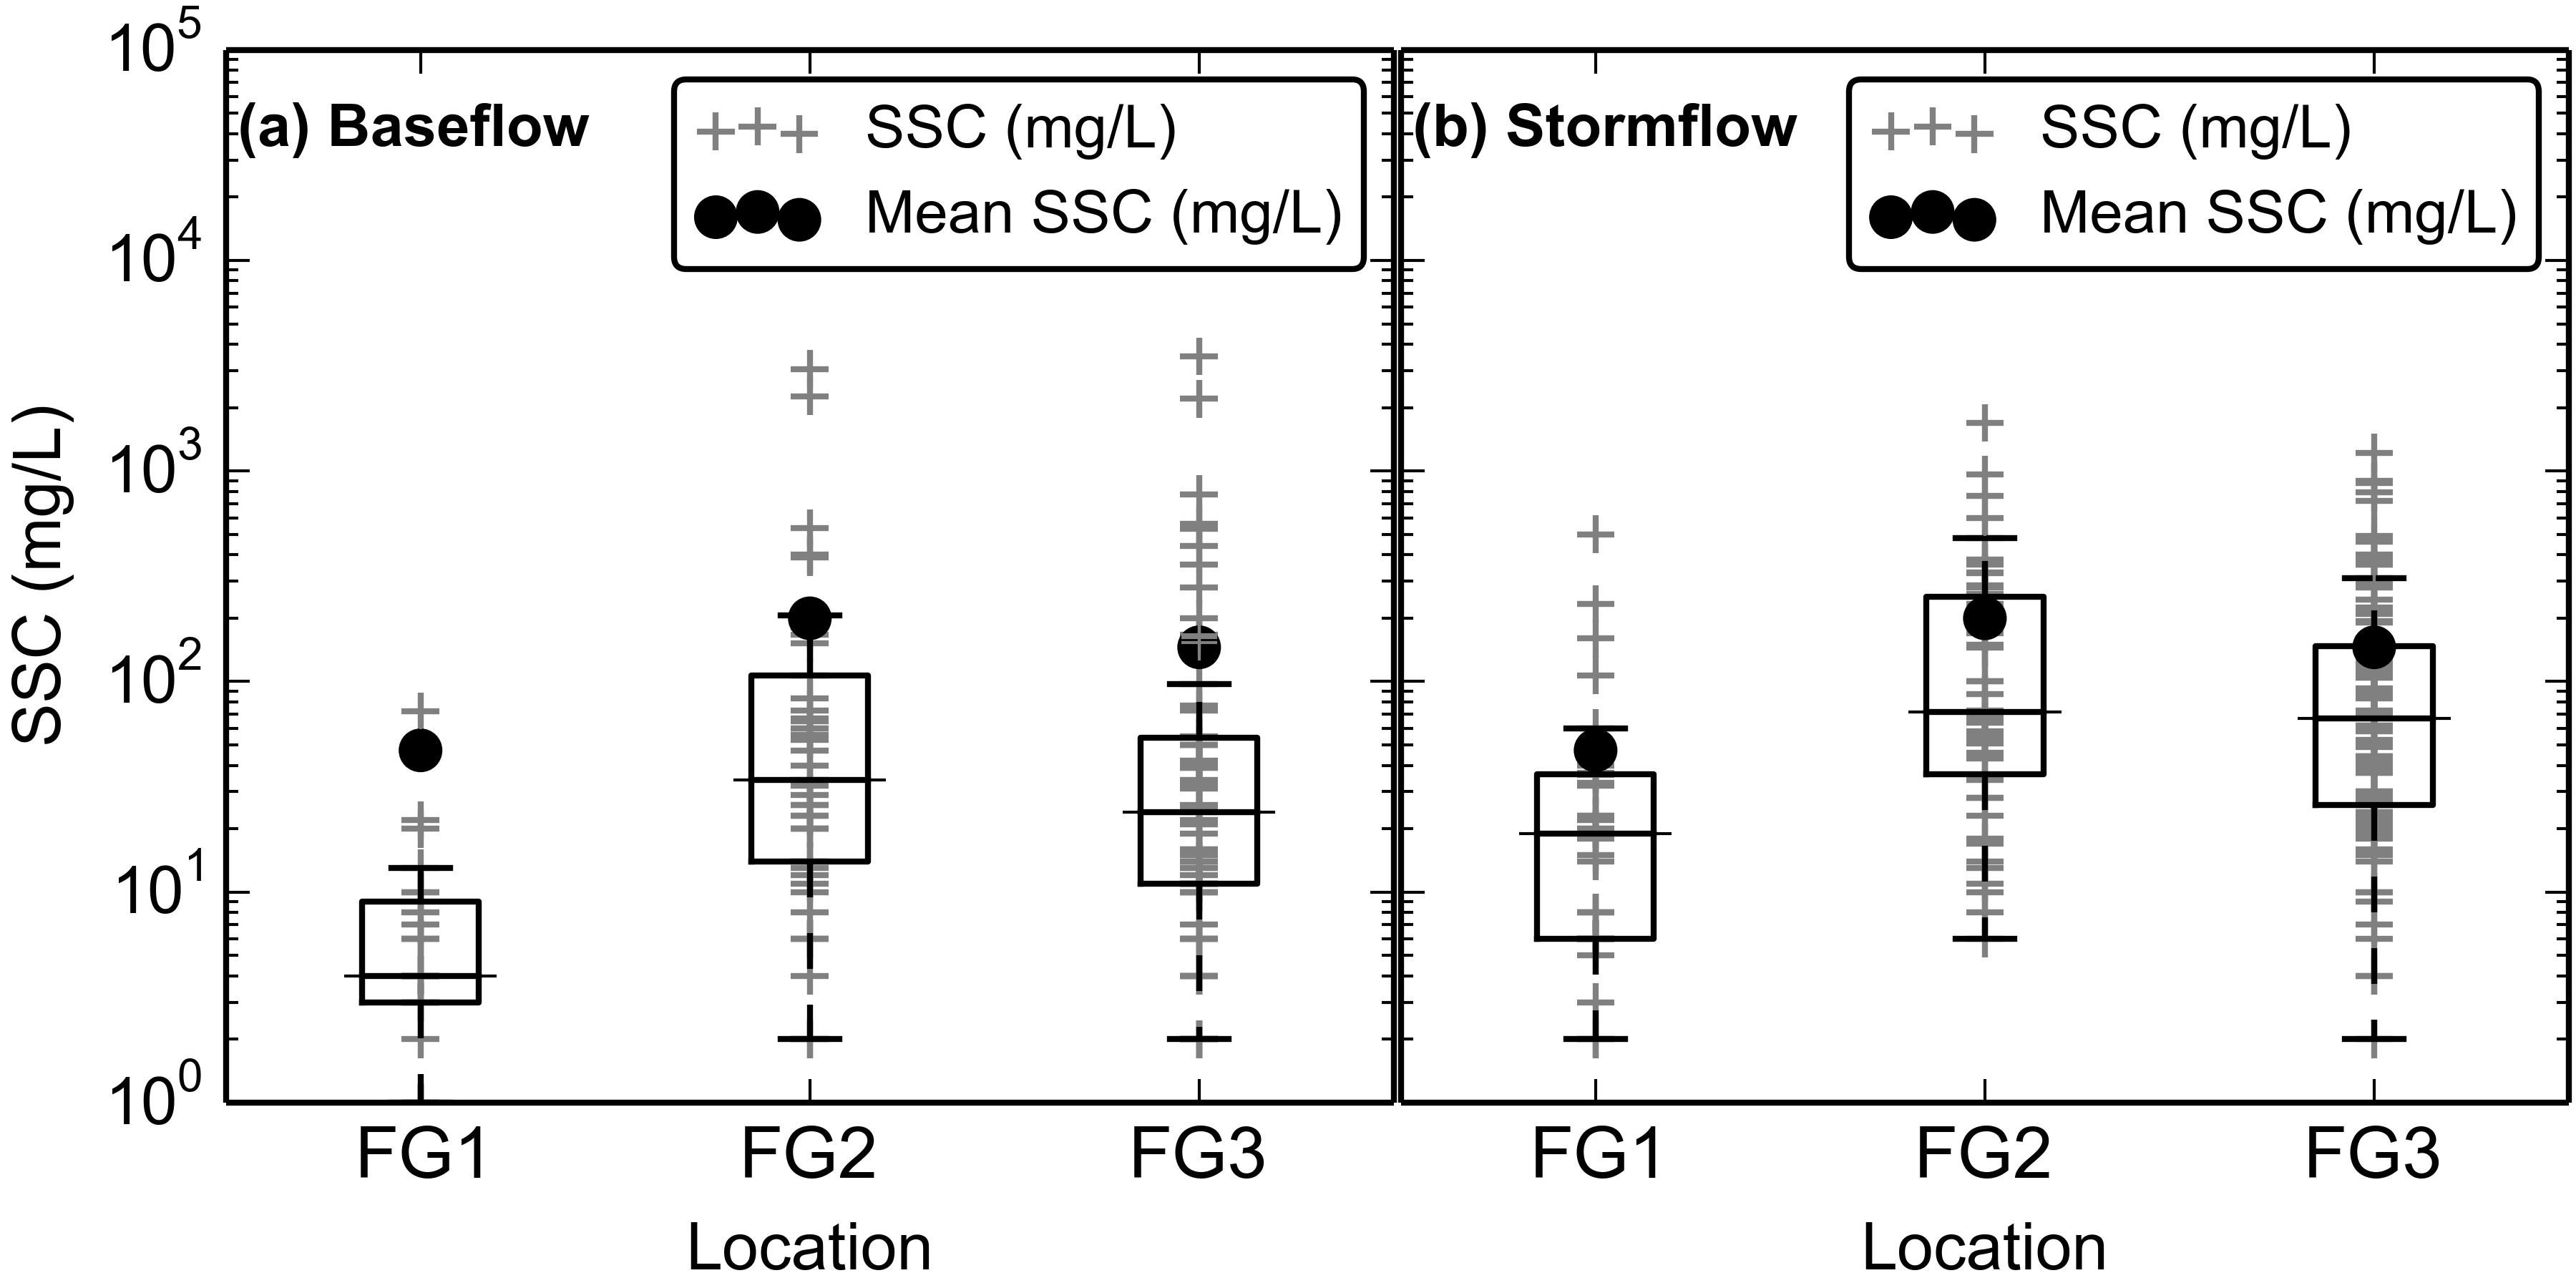 10^5
10^4
10^3
10^2
10^1
10^0
SSC (mg/L)
(a) Baseflow
SSC (mg/L)
Mean SSC (mg/L)
FG1 FG2 FG3
Location
(b) Stormflow
SSC (mg/L)
Mean SSC (mg/L)
FG1 FG2 FG3
Location